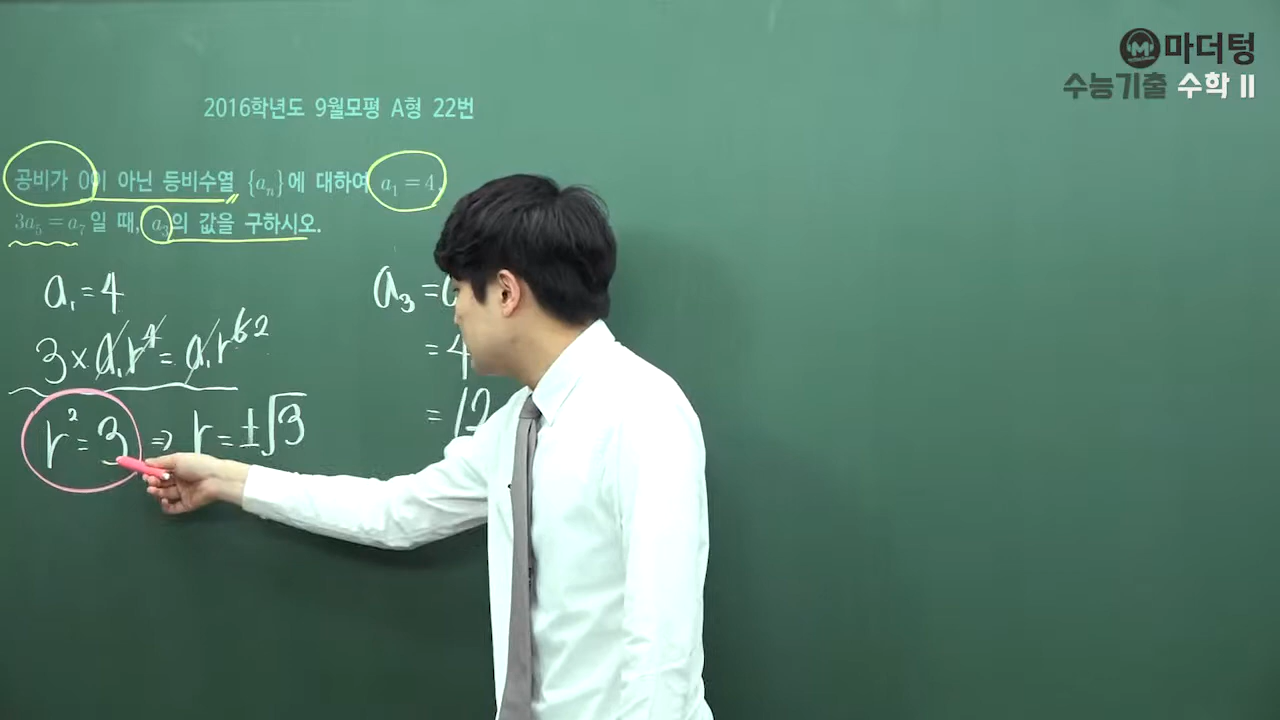 마더텅
수능기출 수학 II
2016학년도 9월모평 A형 22번
공비가 0이 아닌 등비수열 {aₙ}에 대하여 a₁ = 4,
3a₅ = a₇ 일 때, a₃의 값을 구하시오.
a₁ = 4
3 × a₁r⁴ = a₁r⁶ ²
r² = 3 ⇒ r = ±√3
a₃ =
= 4
= 12